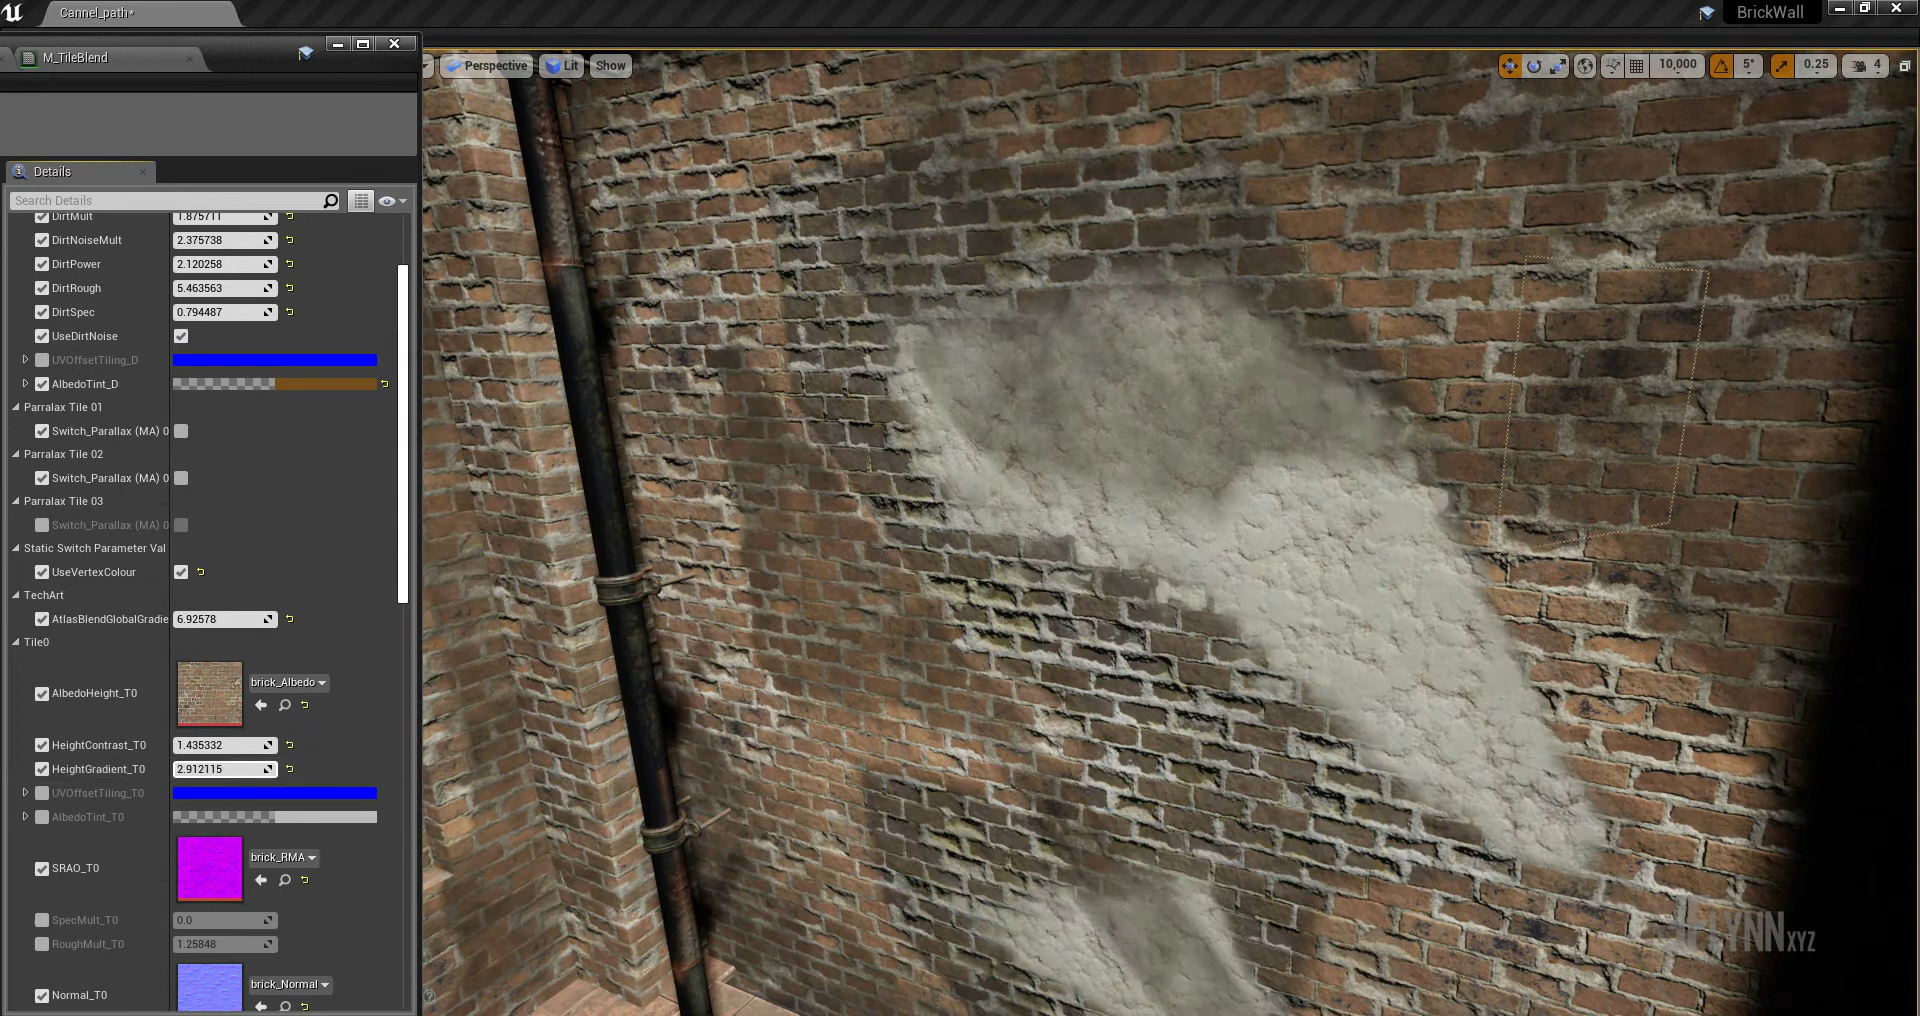 Cannel_path*
BrickWall
M_TileBlend
Perspective
Lit
Show
10,000
5°
0.25
4
Details
Search Details
DirtMult
1.875711
DirtNoiseMult
2.375738
DirtPower
2.120258
DirtRough
5.463563
DirtSpec
0.794487
UseDirtNoise
UVOffsetTiling_D
AlbedoTint_D
Parralax Tile 01
Switch_Parallax (MA) 0
Parralax Tile 02
Switch_Parallax (MA) 0
Parralax Tile 03
Switch_Parallax (MA) 0
Static Switch Parameter Val
UseVertexColour
TechArt
AtlasBlendGlobalGradie
6.92578
Tile0
AlbedoHeight_T0
brick_Albedo
HeightContrast_T0
1.435332
HeightGradient_T0
2.912115
UVOffsetTiling_T0
AlbedoTint_T0
SRAO_T0
brick_RMA
SpecMult_T0
0.0
RoughMult_T0
1.25848
Normal_T0
brick_Normal
JFLYNNXYZ